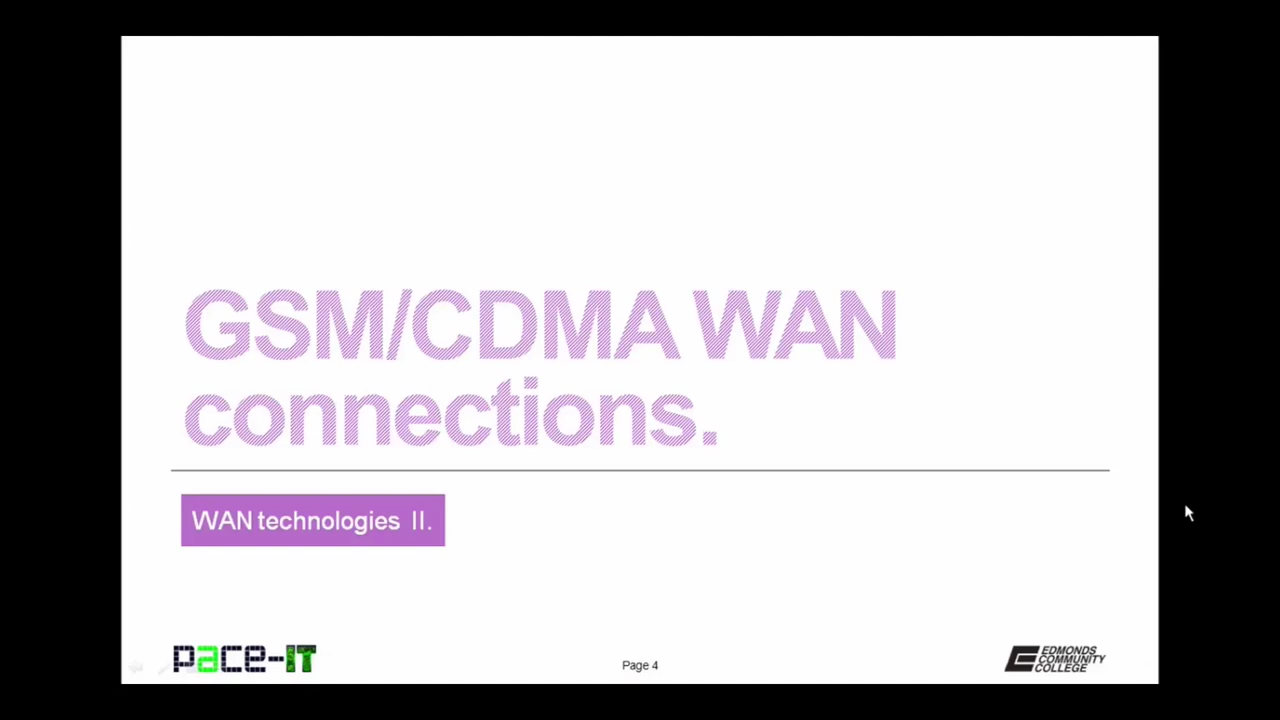 GSM/CDMA WAN
connections.
WAN technologies II.
pace-IT
Page 4
EDMONDS
COMMUNITY
COLLEGE